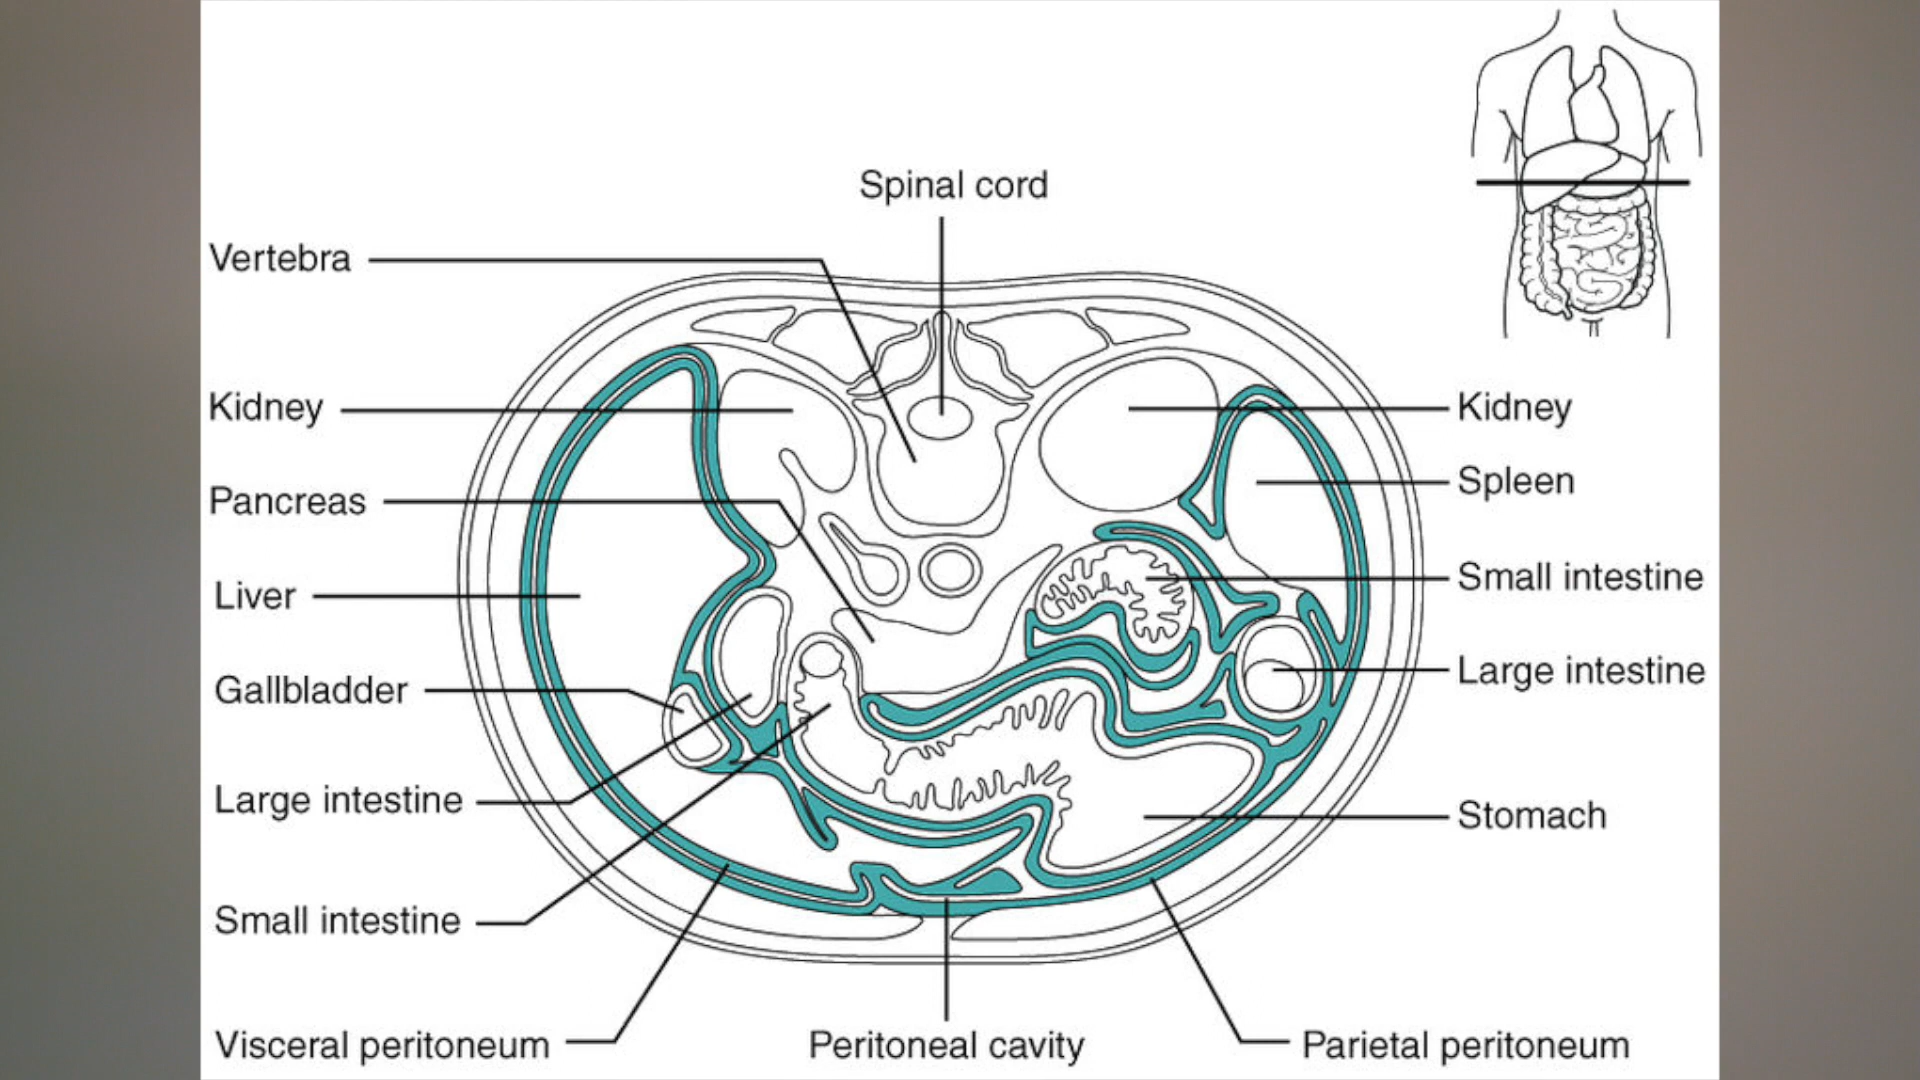 Spinal cord
Vertebra
Kidney
Kidney
Spleen
Pancreas
Small intestine
Liver
Large intestine
Gallbladder
Large intestine
Stomach
Small intestine
Visceral peritoneum
Peritoneal cavity
Parietal peritoneum